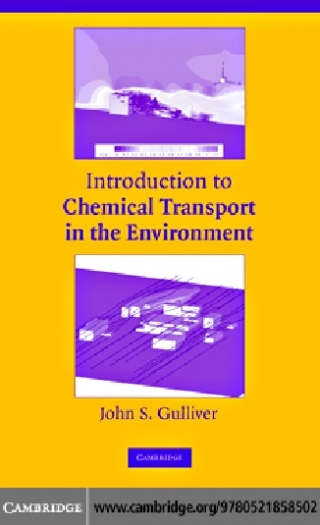 Introduction to
Chemical Transport
in the Environment
John S. Gulliver
CAMBRIDGE
CAMBRIDGE www.cambridge.org/9780521858502